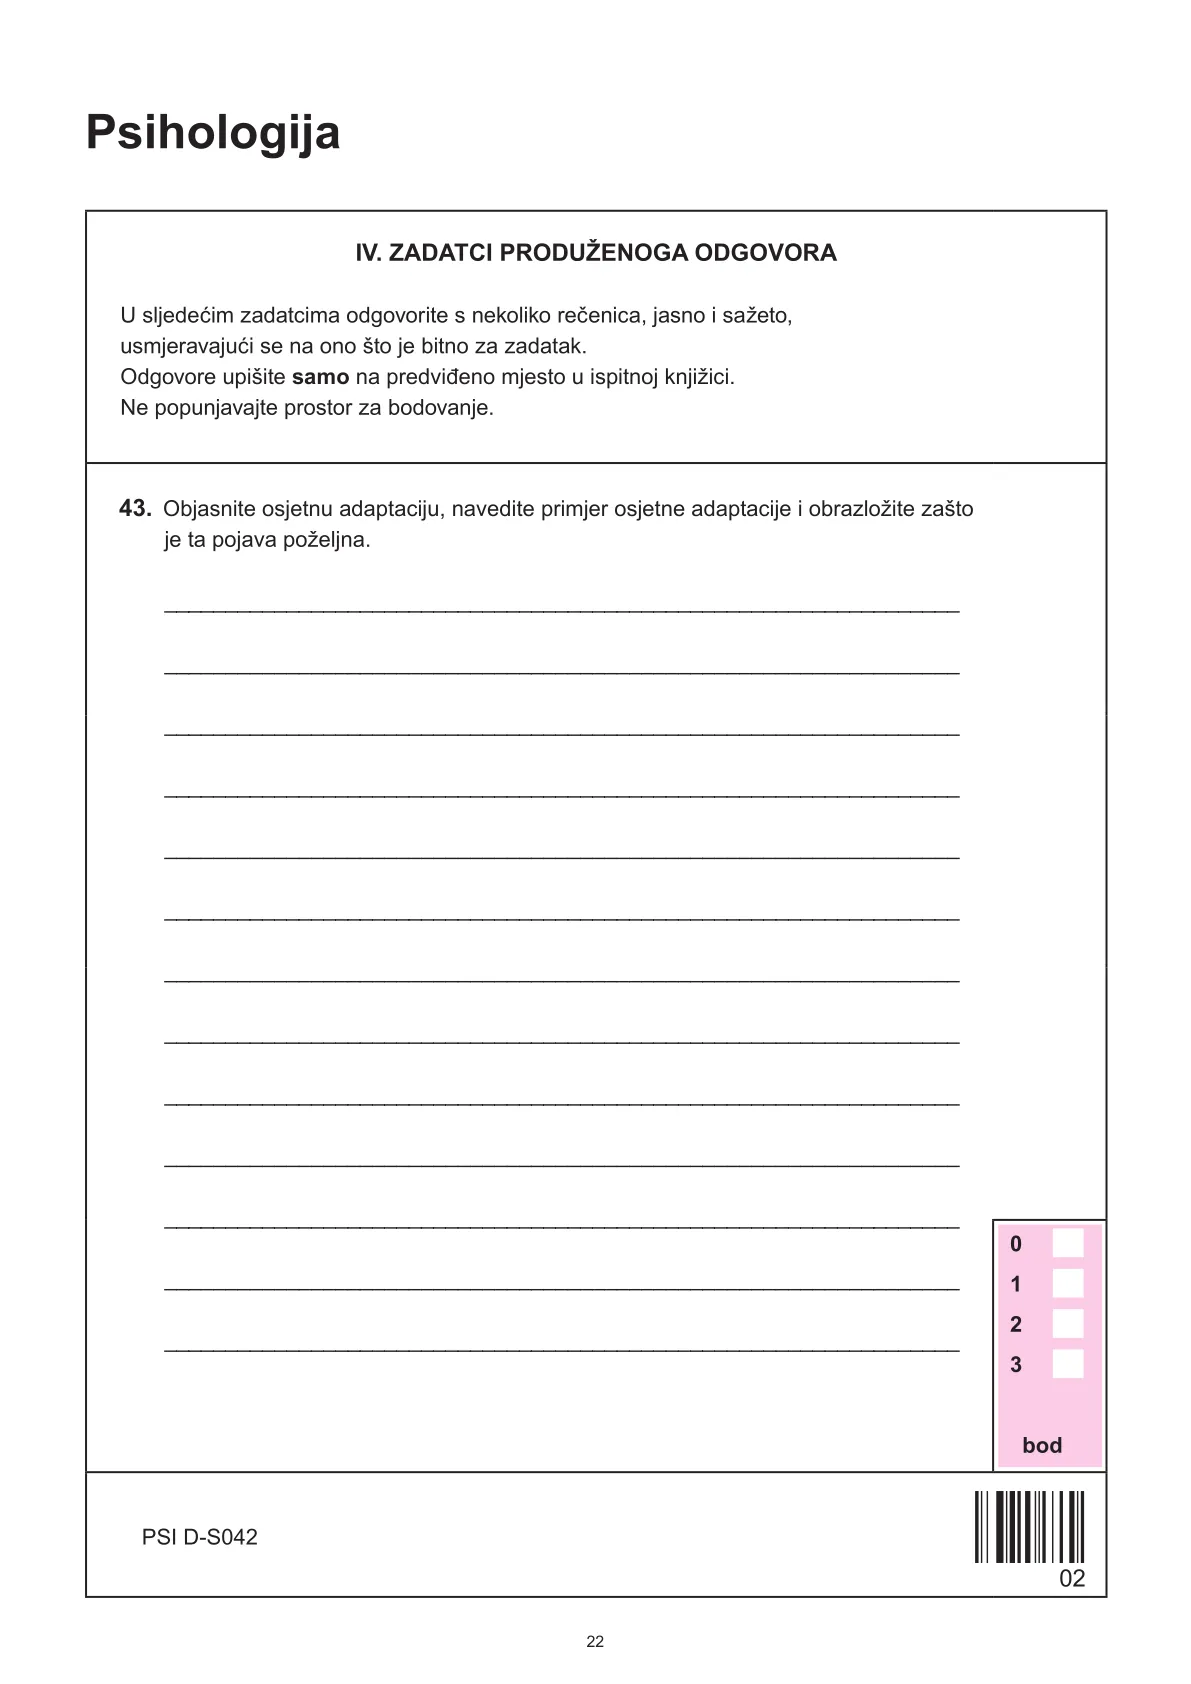 Psihologija
IV. ZADATCI PRODUŽENOGA ODGOVORA
U sljedećim zadatcima odgovorite s nekoliko rečenica, jasno i sažeto,
usmjeravajući se na ono što je bitno za zadatak.
Odgovore upišite samo na predviđeno mjesto u ispitnoj knjižici.
Ne popunjavajte prostor za bodovanje.
43. Objasnite osjetnu adaptaciju, navedite primjer osjetne adaptacije i obrazložite zašto
je ta pojava poželjna.
0
1
2
3
bod
PSI D-S042
02
22